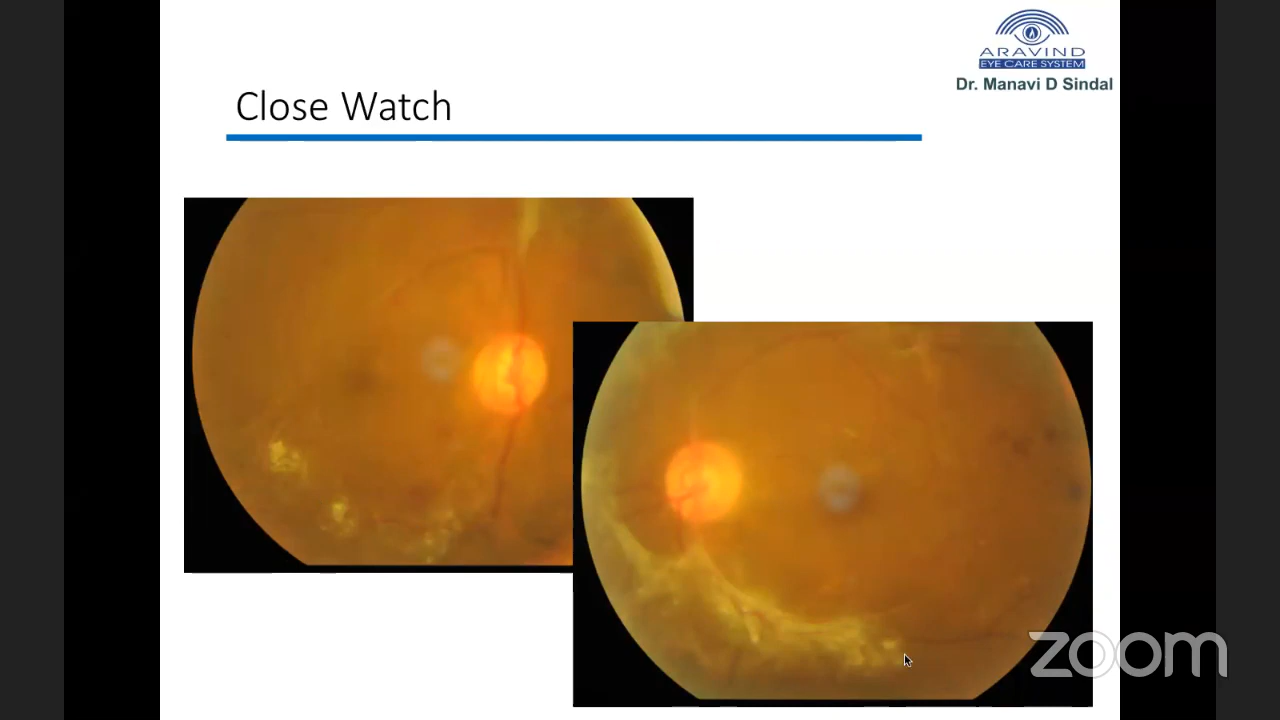 ARAVIND
EYE CARE SYSTEM
Dr. Manavi D Sindal
Close Watch
zoom